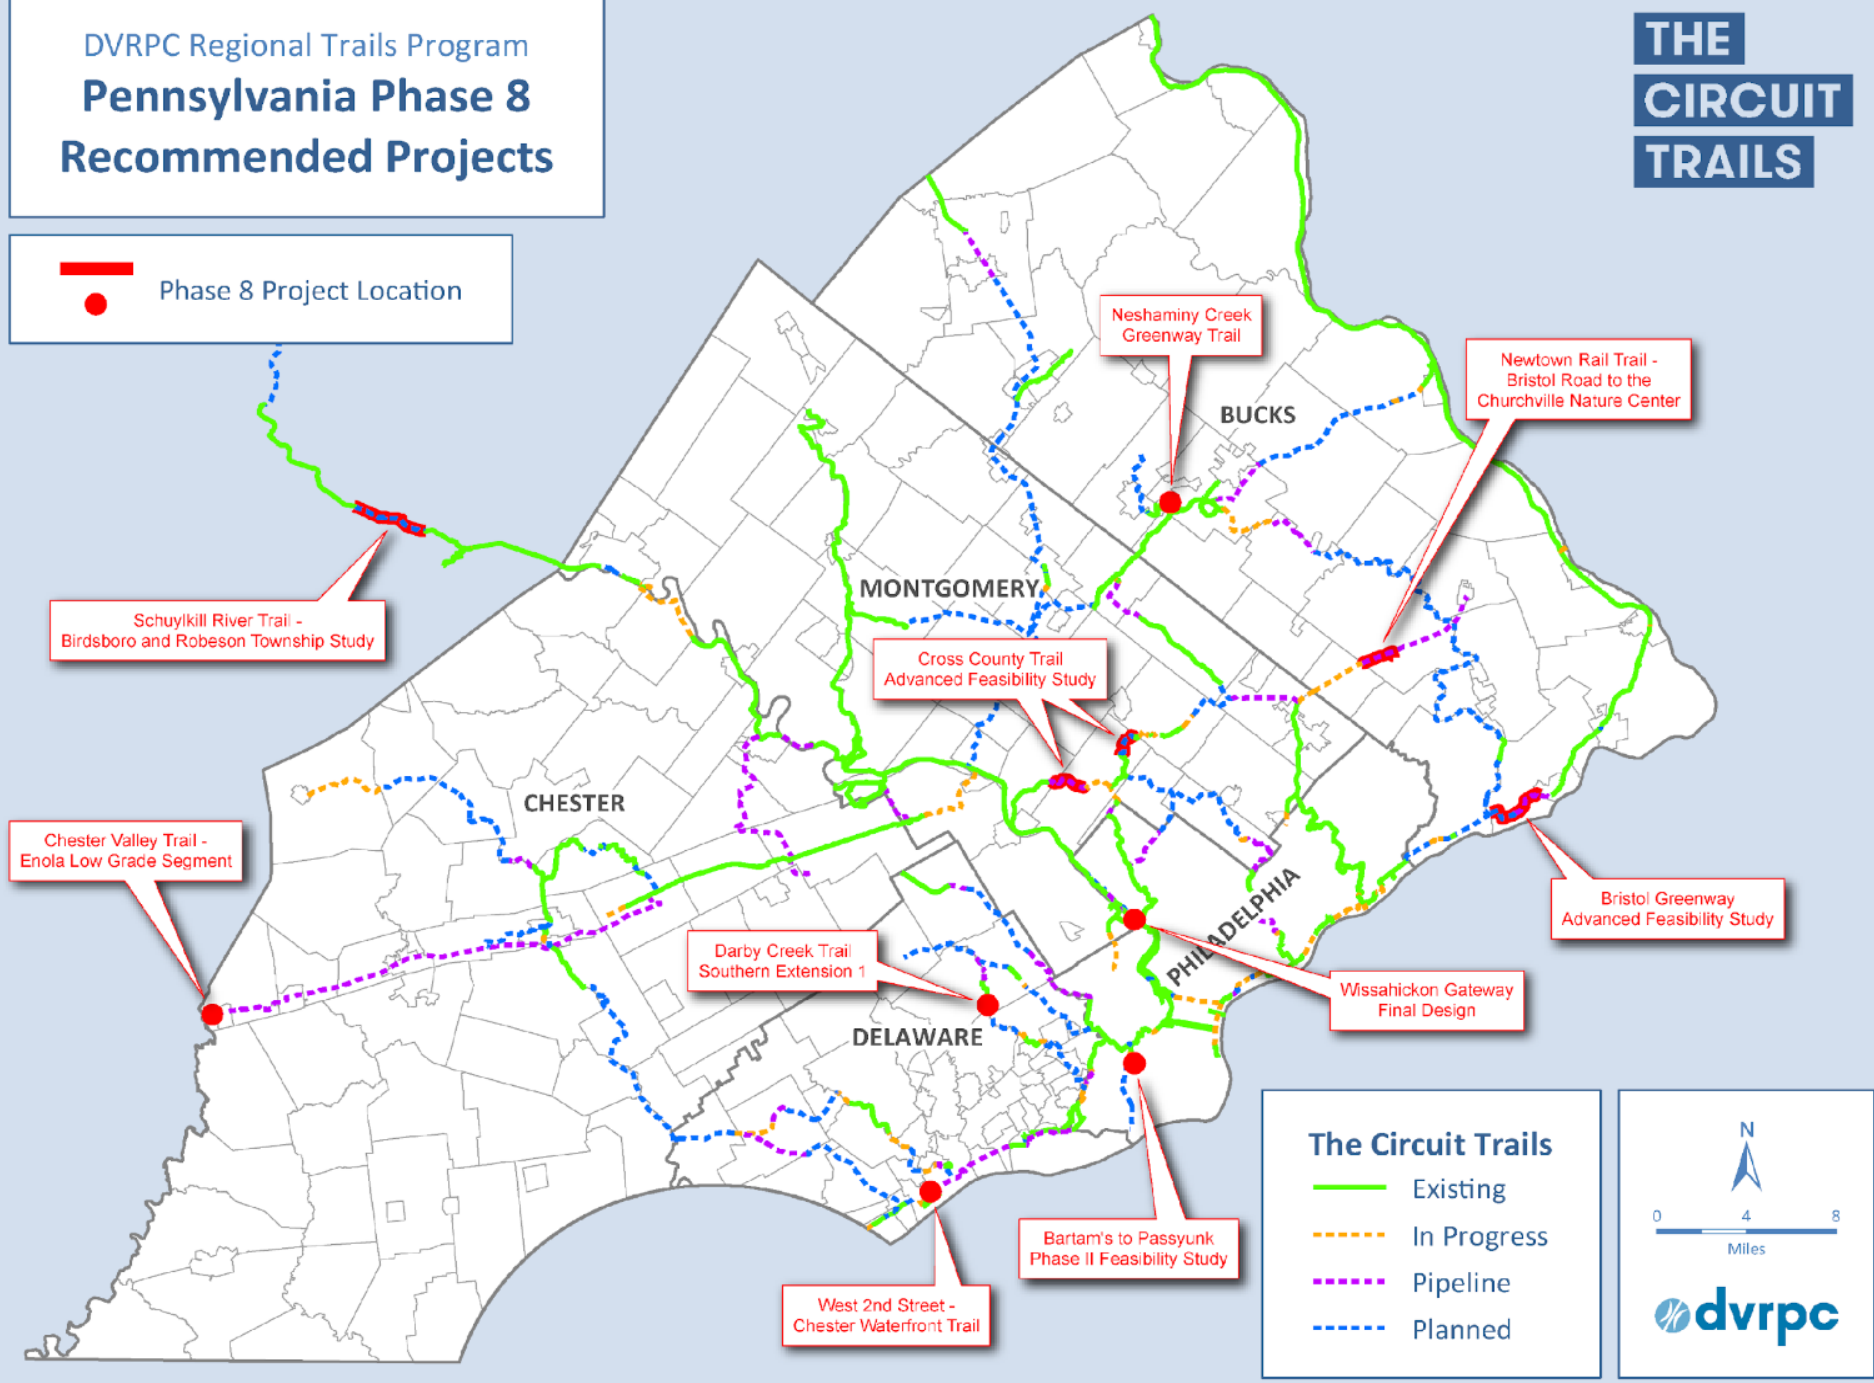 DVRPC Regional Trails Program
Pennsylvania Phase 8
Recommended Projects
THE
CIRCUIT
TRAILS
Phase 8 Project Location
Neshaminy Creek
Greenway Trail
Newtown Rail Trail -
Bristol Road to the
Churchville Nature Center
BUCKS
MONTGOMERY
Schuylkill River Trail -
Birdsboro and Robeson Township Study
Cross County Trail
Advanced Feasibility Study
CHESTER
Chester Valley Trail -
Enola Low Grade Segment
Bristol Greenway
Advanced Feasibility Study
PHILADELPHIA
Darby Creek Trail
Southern Extension 1
Wissahickon Gateway
Final Design
DELAWARE
Bartam's to Passyunk
Phase II Feasibility Study
West 2nd Street -
Chester Waterfront Trail
The Circuit Trails
Existing
In Progress
Pipeline
Planned
N
0 4 8
Miles
dvrpc